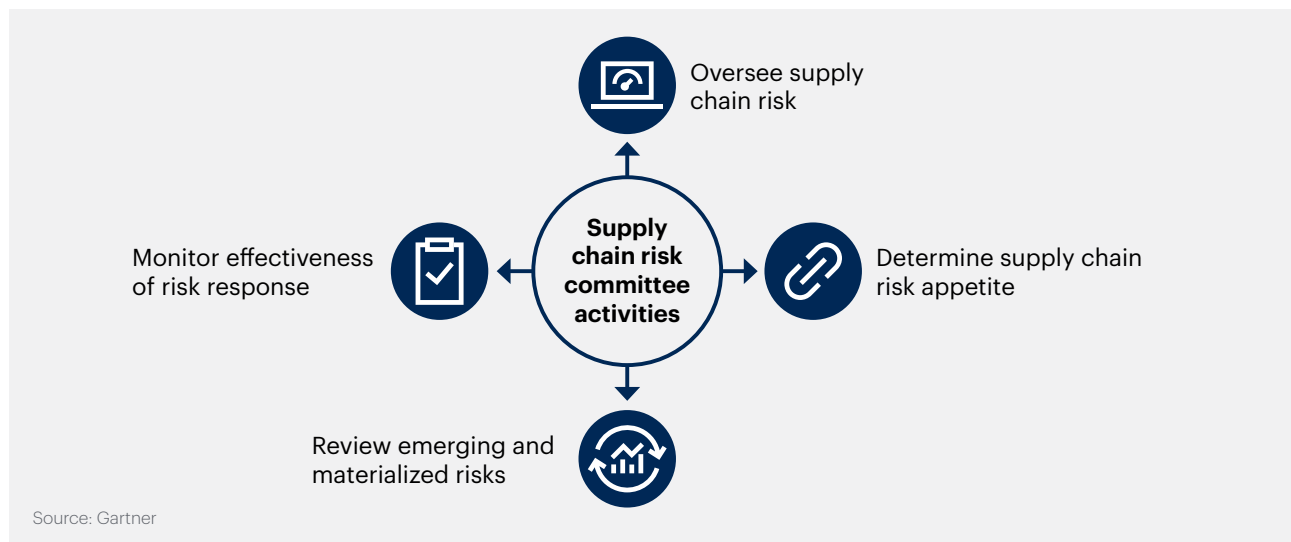 Oversee supply
chain risk
Supply
chain risk
committee
activities
Monitor effectiveness
of risk response
Determine supply chain
risk appetite
Review emerging and
materialized risks
Source: Gartner